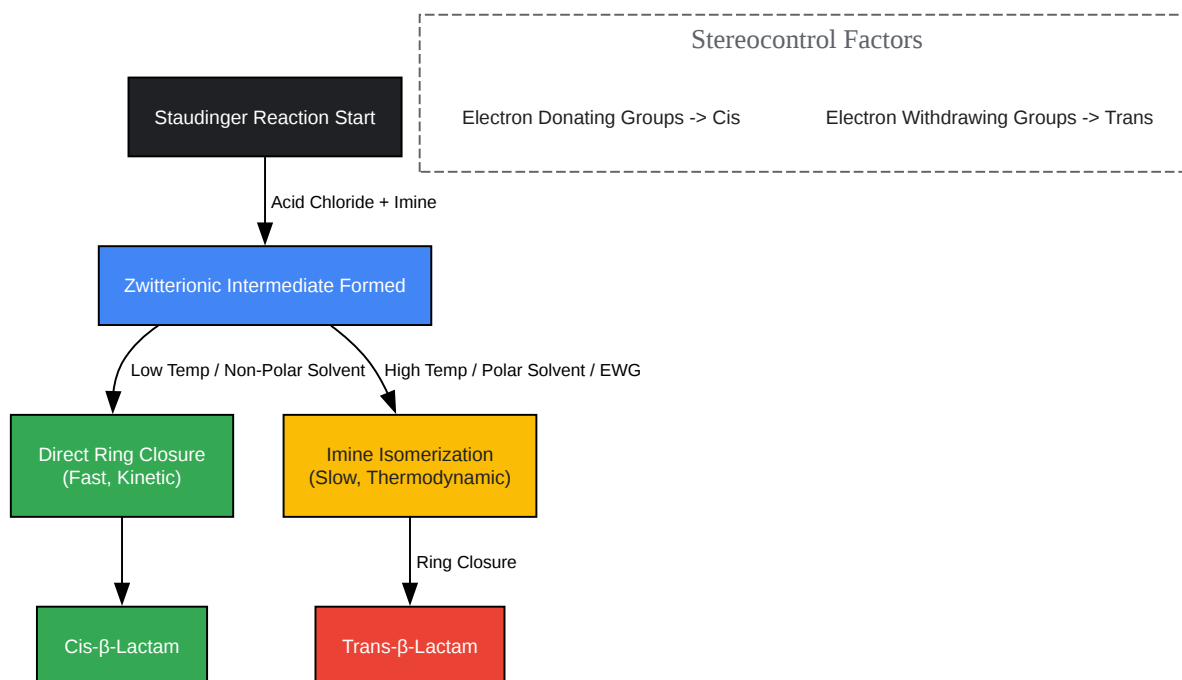 Stereocontrol Factors
Staudinger Reaction Start
Electron Donating Groups -> Cis
Electron Withdrawing Groups -> Trans
Acid Chloride + Imine
Zwitterionic Intermediate Formed
Low Temp / Non-Polar Solvent
High Temp / Polar Solvent / EWG
Direct Ring Closure
(Fast, Kinetic)
Imine Isomerization
(Slow, Thermodynamic)
Ring Closure
Cis-β-Lactam
Trans-β-Lactam